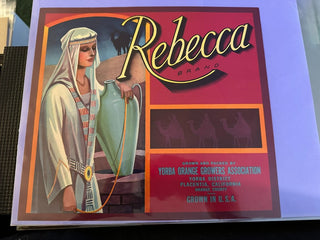 Rebecca
BRAND
GROWN AND PACKED BY
YORBA ORANGE GROWERS ASSOCIATION
YORBA DISTRICT
PLACENTIA, CALIFORNIA
ORANGE COUNTY
GROWN IN U.S.A.